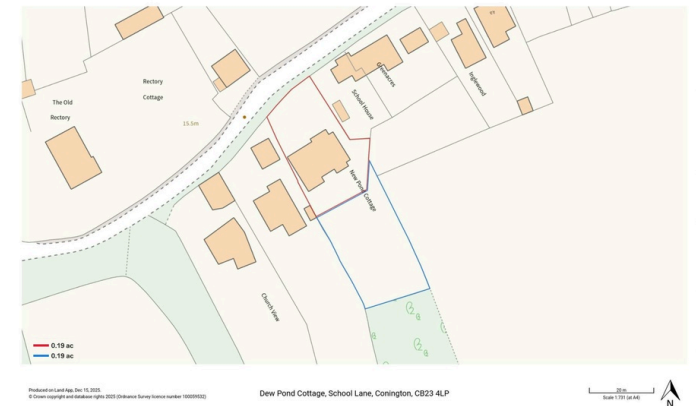 Rectory
Cottage
The Old
Rectory
15.5m
Greenacres
School House
Inglewood
New Pond Cottage
Church View
0.19 ac
0.19 ac
Produced on Land App, Dec 15, 2025.
© Crown copyright and database rights 2025 (Ordnance Survey licence number 100059532)
Dew Pond Cottage, School Lane, Conington, CB23 4LP
20 m
Scale 1:731 (at A4)
N